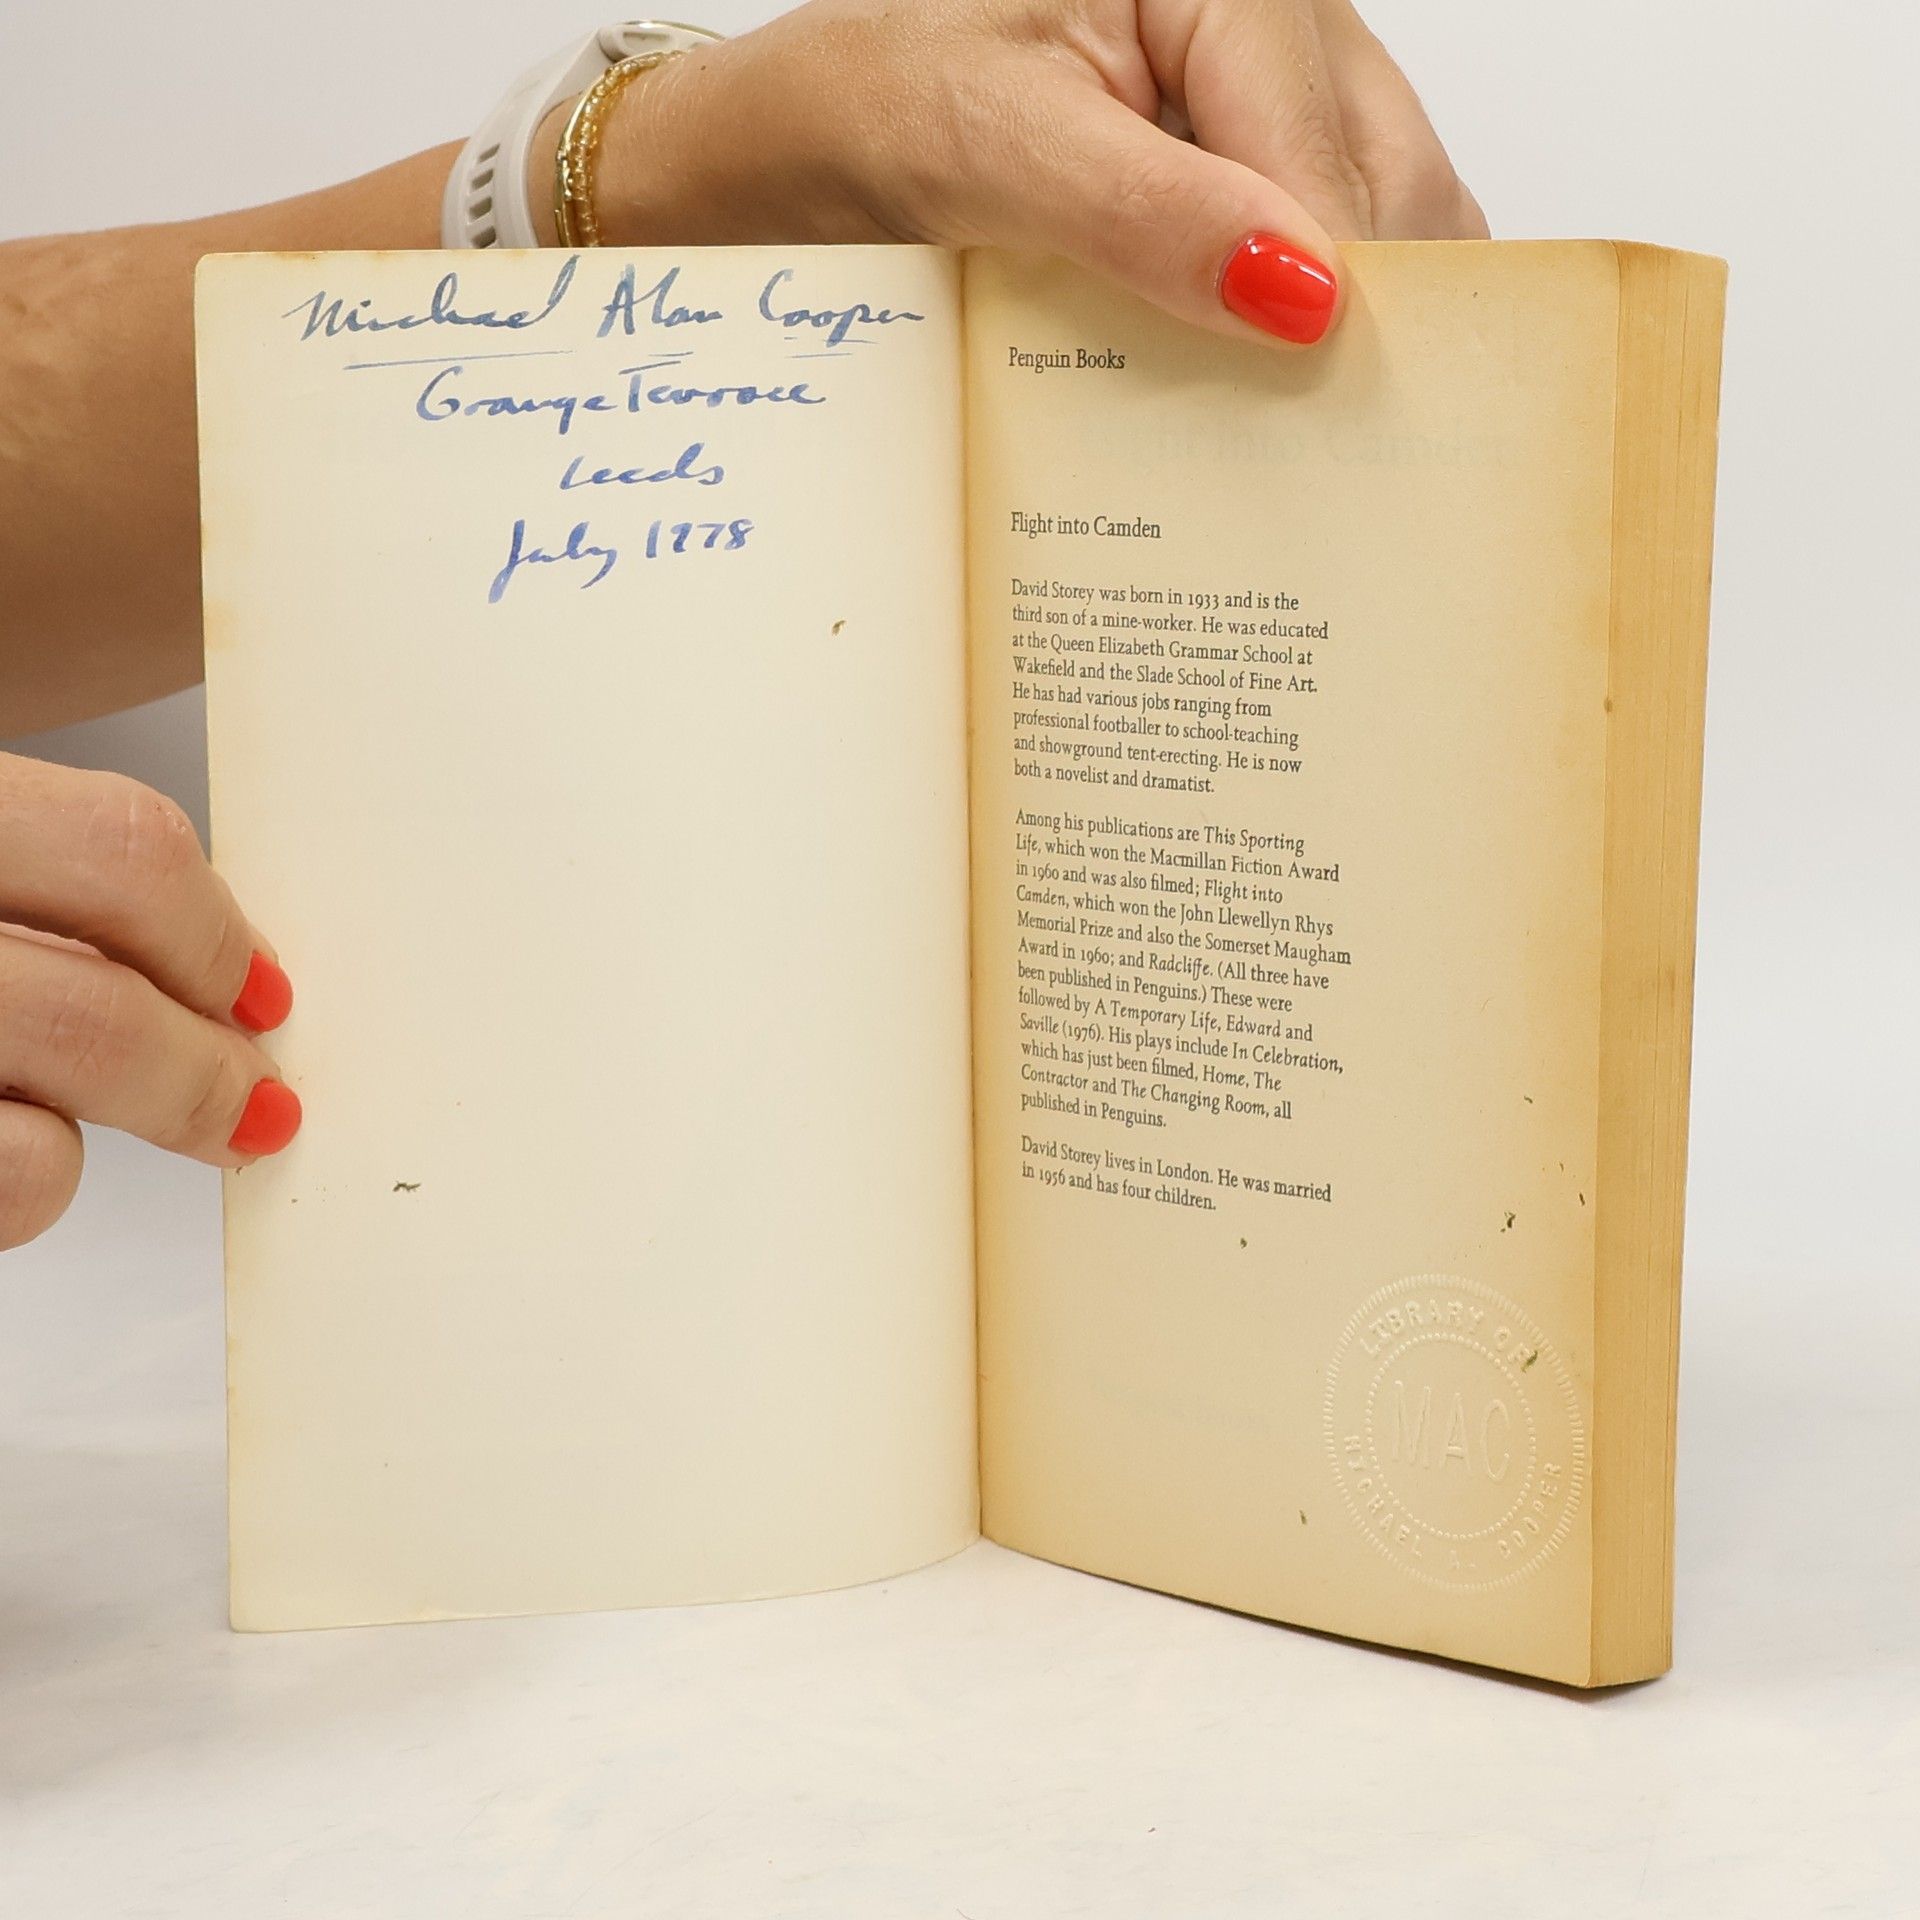 Michael Alan Cooper
Grange Terrace
Leeds
July 1978
Penguin Books
Flight into Camden
David Storey was born in 1933 and is the
third son of a mine-worker. He was educated
at the Queen Elizabeth Grammar School at
Wakefield and the Slade School of Fine Art.
He has had various jobs ranging from
professional footballer to school-teaching
and showground tent-erecting. He is now
both a novelist and dramatist.
Among his publications are This Sporting
Life, which won the Macmillan Fiction Award
in 1960 and was also filmed; Flight into
Camden, which won the John Llewellyn Rhys
Memorial Prize and also the Somerset Maugham
Award in 1960; and Radcliffe. (All three have
been published in Penguins.) These were
followed by A Temporary Life, Edward and
Saville (1976). His plays include In Celebration,
which has just been filmed, Home, The
Contractor and The Changing Room, all
published in Penguins.
David Storey lives in London. He was married
in 1956 and has four children.
LIBRARY OF
MAC
MICHAEL A. COOPER